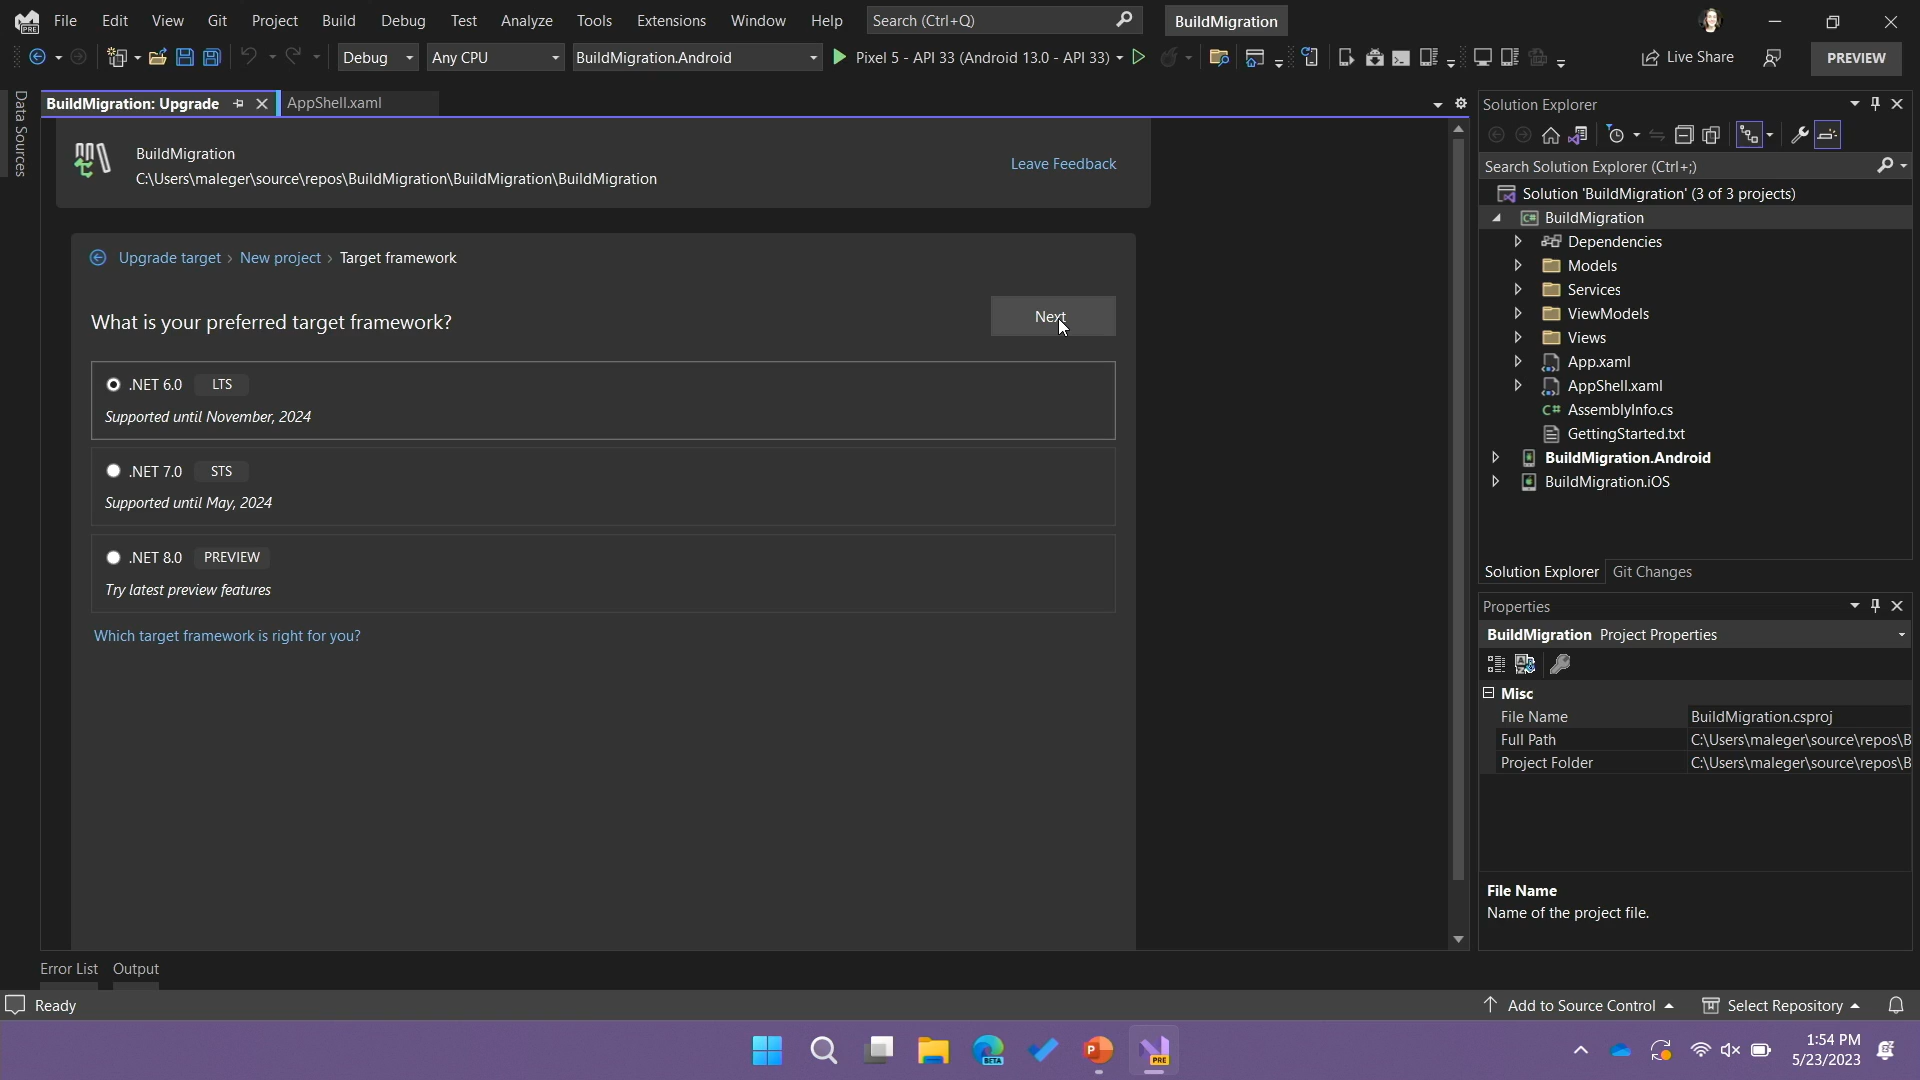 File Edit View Git Project Build Debug Test Analyze Tools Extensions Window Help Search (Ctrl+Q) BuildMigration
Debug Any CPU BuildMigration.Android Pixel 5 - API 33 (Android 13.0 - API 33) Live Share PREVIEW
Data Sources
BuildMigration: Upgrade AppShell.xaml
BuildMigration
C:\Users\maleger\source\repos\BuildMigration\BuildMigration\BuildMigration
Leave Feedback
Upgrade target › New project › Target framework
What is your preferred target framework?
Next
.NET 6.0 LTS
Supported until November, 2024
.NET 7.0 STS
Supported until May, 2024
.NET 8.0 PREVIEW
Try latest preview features
Which target framework is right for you?
Solution Explorer
Search Solution Explorer (Ctrl+;)
Solution 'BuildMigration' (3 of 3 projects)
BuildMigration
Dependencies
Models
Services
ViewModels
Views
App.xaml
AppShell.xaml
AssemblyInfo.cs
GettingStarted.txt
BuildMigration.Android
BuildMigration.iOS
Solution Explorer Git Changes
Properties
BuildMigration Project Properties
Misc
File Name BuildMigration.csproj
Full Path C:\Users\maleger\source\repos\B
Project Folder C:\Users\maleger\source\repos\B
File Name
Name of the project file.
Error List Output
Ready
Add to Source Control Select Repository
1:54 PM
5/23/2023